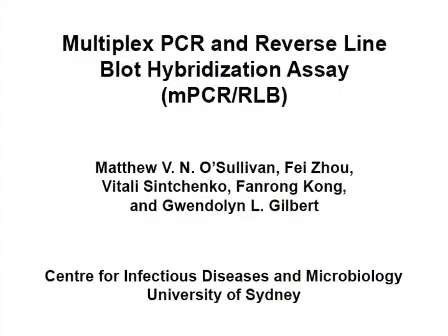 Multiplex PCR and Reverse Line
Blot Hybridization Assay
(mPCR/RLB)
Matthew V. N. O’Sullivan, Fei Zhou,
Vitali Sintchenko, Fanrong Kong,
and Gwendolyn L. Gilbert
Centre for Infectious Diseases and Microbiology
University of Sydney